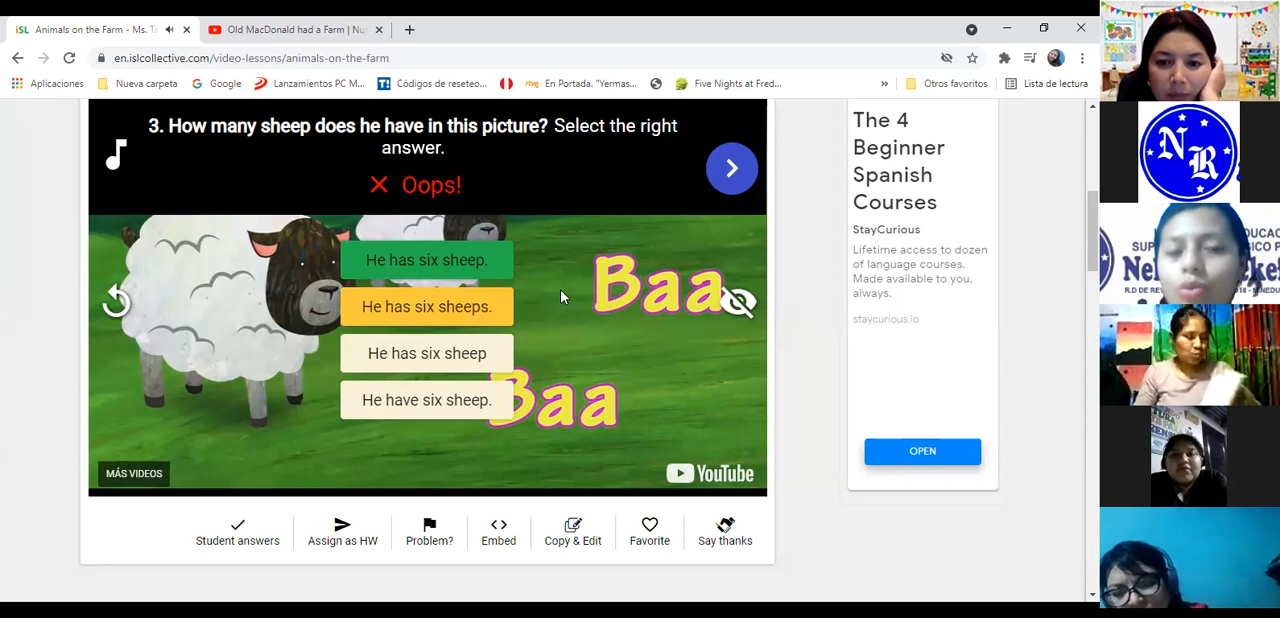 Animals on the Farm - Ms. Ta
Old MacDonald had a Farm | Nu
en.islcollective.com/video-lessons/animals-on-the-farm
Aplicaciones
Nueva carpeta
Google
Lanzamientos PC M...
Códigos de reseteo...
En Portada. "Yermas...
Five Nights at Fred...
»
Otros favoritos
Lista de lectura
3. How many sheep does he have in this picture? Select the right
answer.
Oops!
He has six sheep.
He has six sheeps.
He has six sheep
He have six sheep.
Baa
Baa
MÁS VIDEOS
YouTube
Student answers
Assign as HW
Problem?
Embed
Copy & Edit
Favorite
Say thanks
The 4
Beginner
Spanish
Courses
StayCurious
Lifetime access to dozen
of language courses.
Made available to you,
always.
staycurious.io
OPEN
NR